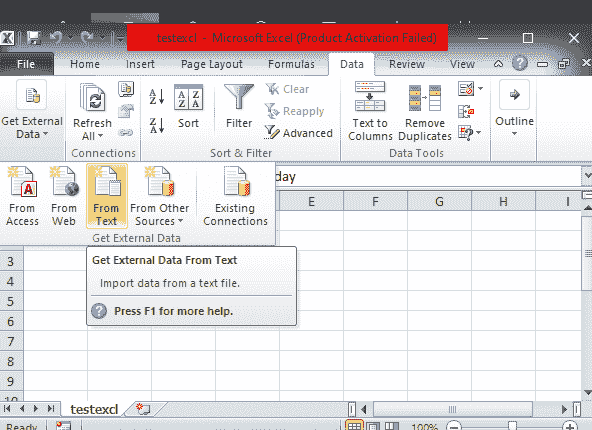 testexcl - Microsoft Excel (Product Activation Failed)
File Home Insert Page Layout Formulas Data Review View
Get External Data
Refresh All
Connections
Sort
Filter
Clear
Reapply
Advanced
Sort & Filter
Text to Columns
Remove Duplicates
Data Tools
Outline
day
From Access
From Web
From Text
From Other Sources
Existing Connections
Get External Data
E F G H I
Get External Data From Text
Import data from a text file.
Press F1 for more help.
3
4
5
6
7
8
9
10
testexcl
Ready 100%